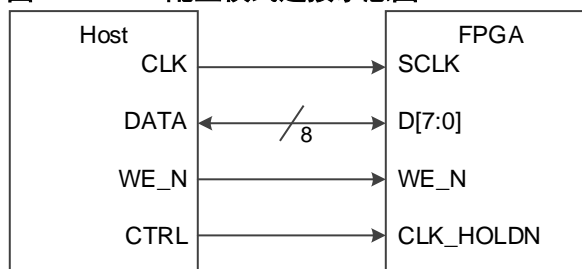 Host FPGA
CLK SCLK
DATA 8 D[7:0]
WE_N WE_N
CTRL CLK_HOLDN